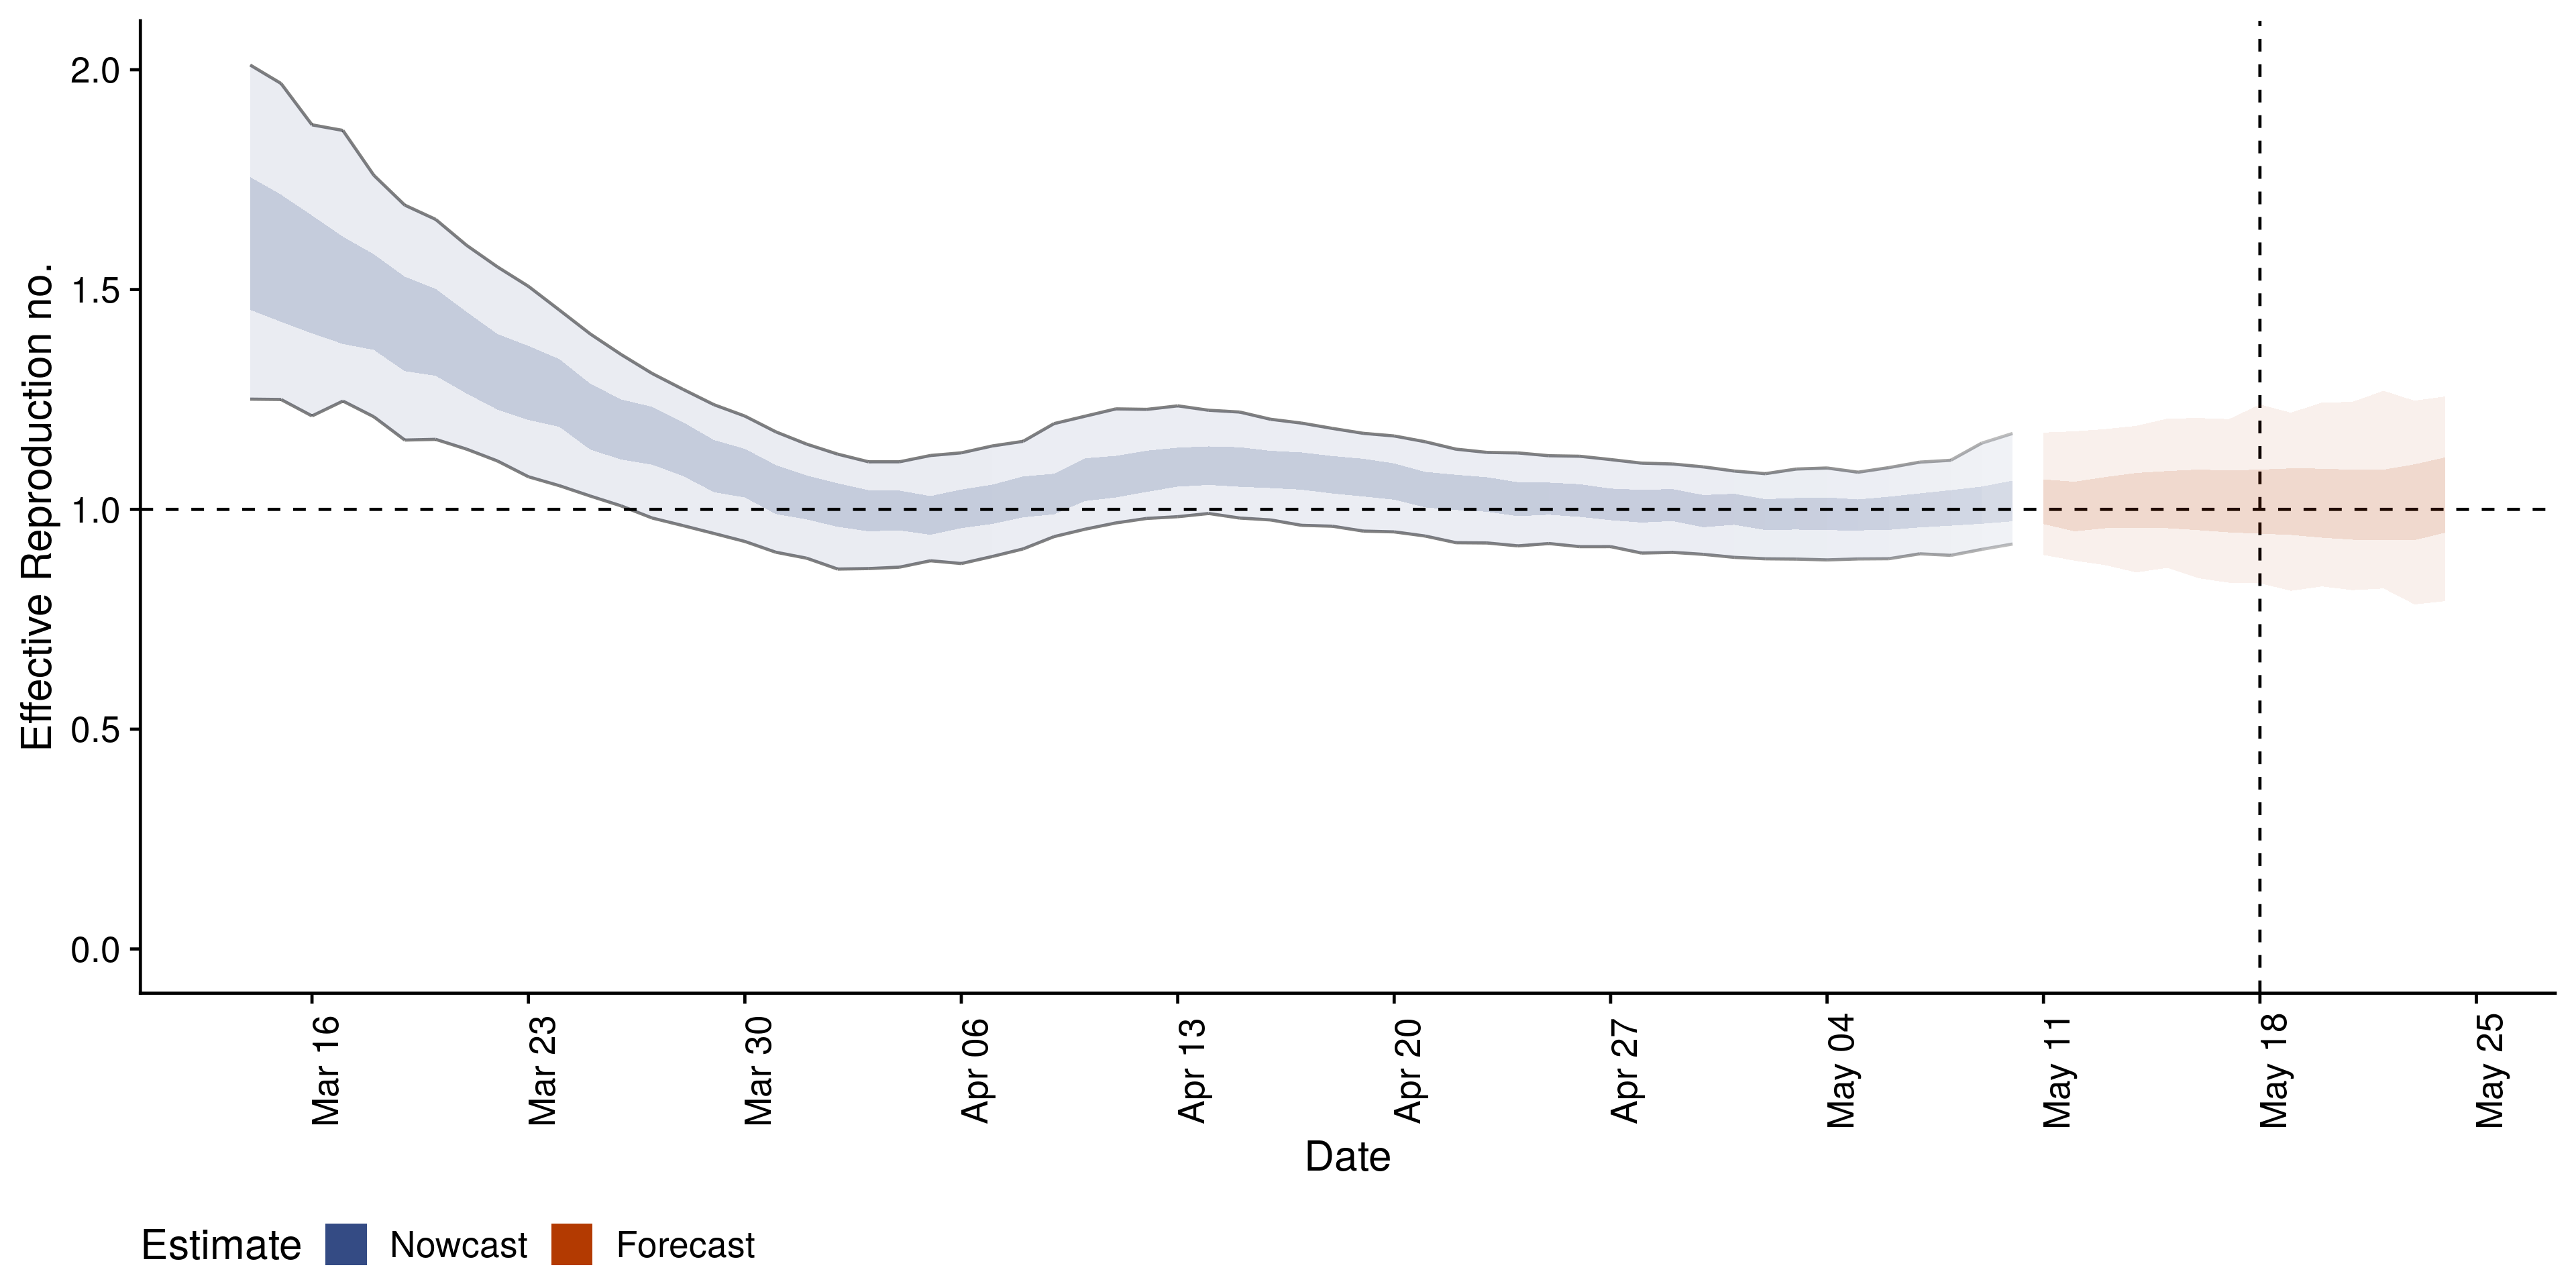 Effective Reproduction no.
2.0
1.5
1.0
0.5
0.0
Mar 16
Mar 23
Mar 30
Apr 06
Apr 13
Apr 20
Apr 27
May 04
May 11
May 18
May 25
Date
Estimate Nowcast Forecast